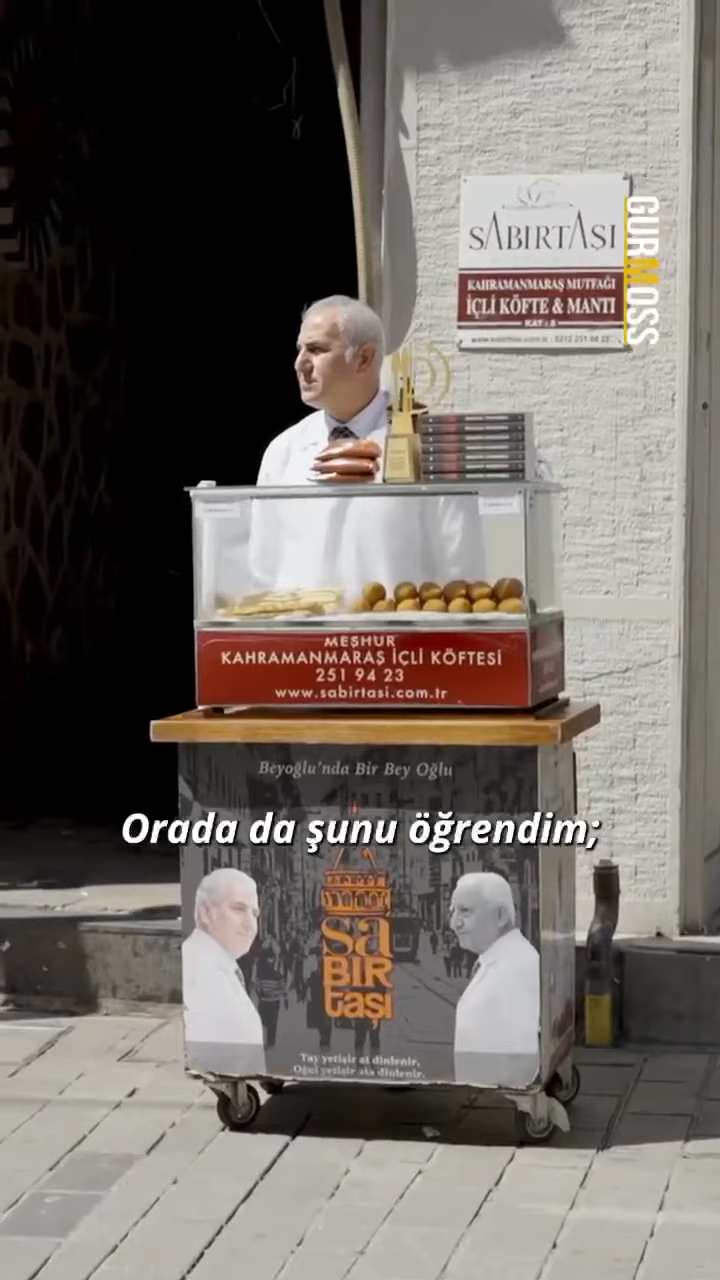 SABIRTAŞI
KAHRAMANMARAŞ MUTFAĞI
İÇLİ KÖFTE & MANTI
KAT: 3
GURMOSS
MEŞHUR
KAHRAMANMARAŞ İÇLİ KÖFTESİ
251 94 23
www.sabirtasi.com.tr
Beyoğlu'nda Bir Bey Oğlu
Orada da şunu öğrendim;
sa
BIR
taşı
Tay yetişir at dinlenir,
Oğul yetişir ata dinlenir.